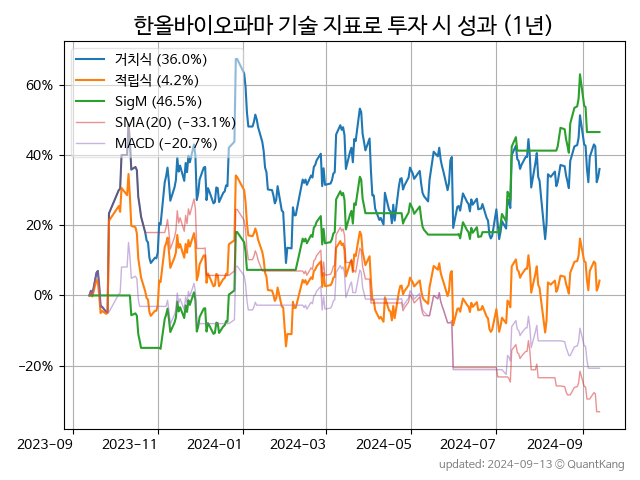 한올바이오파마 기술 지표로 투자 시 성과 (1년)
거치식 (36.0%)
적립식 (4.2%)
SigM (46.5%)
SMA(20) (−33.1%)
MACD (−20.7%)
60%
40%
20%
0%
−20%
2023-09 2023-11 2024-01 2024-03 2024-05 2024-07 2024-09
updated: 2024-09-13 © QuantKang